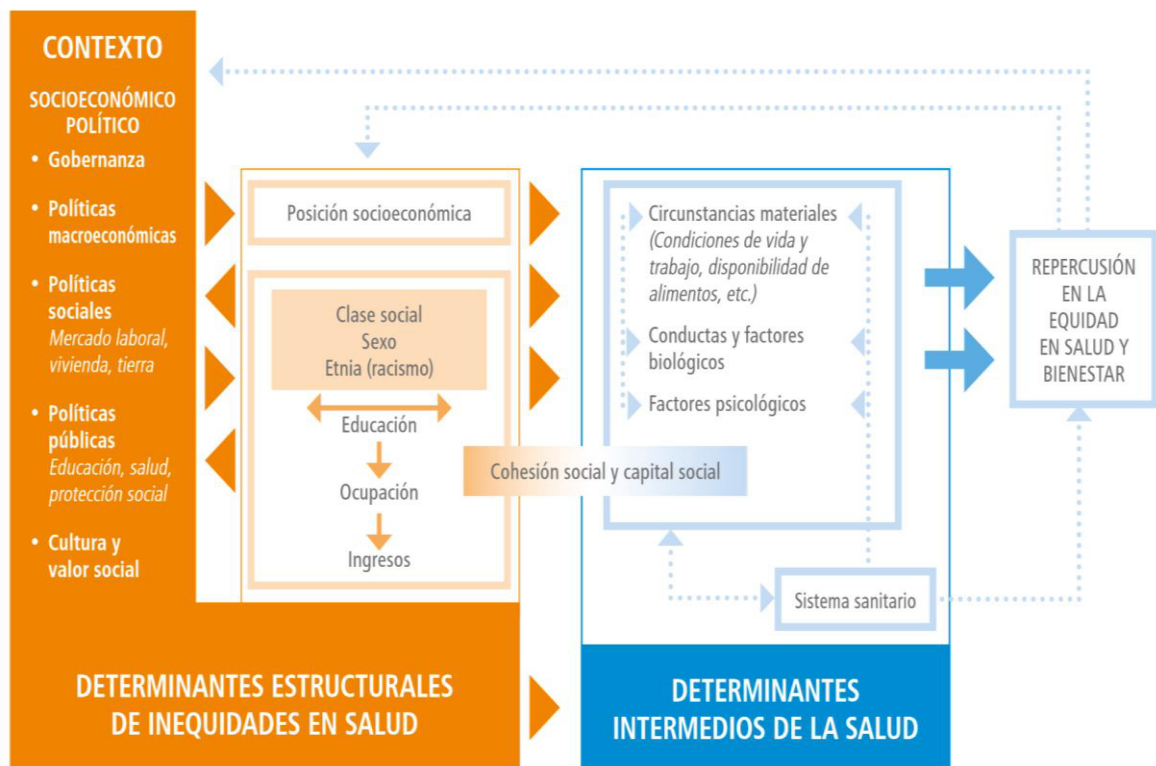 CONTEXTO
SOCIOECONÓMICO
POLÍTICO
• Gobernanza
• Políticas
macroeconómicas
• Políticas
sociales
Mercado laboral,
vivienda, tierra
• Políticas
públicas
Educación, salud,
protección social
• Cultura y
valor social
Posición socioeconómica
Clase social
Sexo
Etnia (racismo)
Educación
Ocupación
Ingresos
Cohesión social y capital social
Circunstancias materiales
(Condiciones de vida y
trabajo, disponibilidad de
alimentos, etc.)
Conductas y factores
biológicos
Factores psicológicos
Sistema sanitario
REPERCUSIÓN
EN LA
EQUIDAD
EN SALUD Y
BIENESTAR
DETERMINANTES ESTRUCTURALES
DE INEQUIDADES EN SALUD
DETERMINANTES
INTERMEDIOS DE LA SALUD